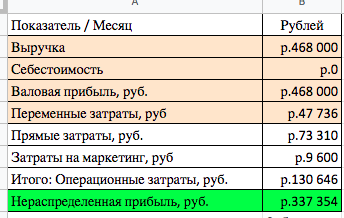 A B
Показатель / Месяц Рублей
Выручка р.468 000
Себестоимость р.0
Валовая прибыль, руб. р.468 000
Переменные затраты, руб р.47 736
Прямые затраты, руб. р.73 310
Затраты на маркетинг, руб р.9 600
Итого: Операционные затраты, руб. р.130 646
Нераспределенная прибыль, руб. р.337 354